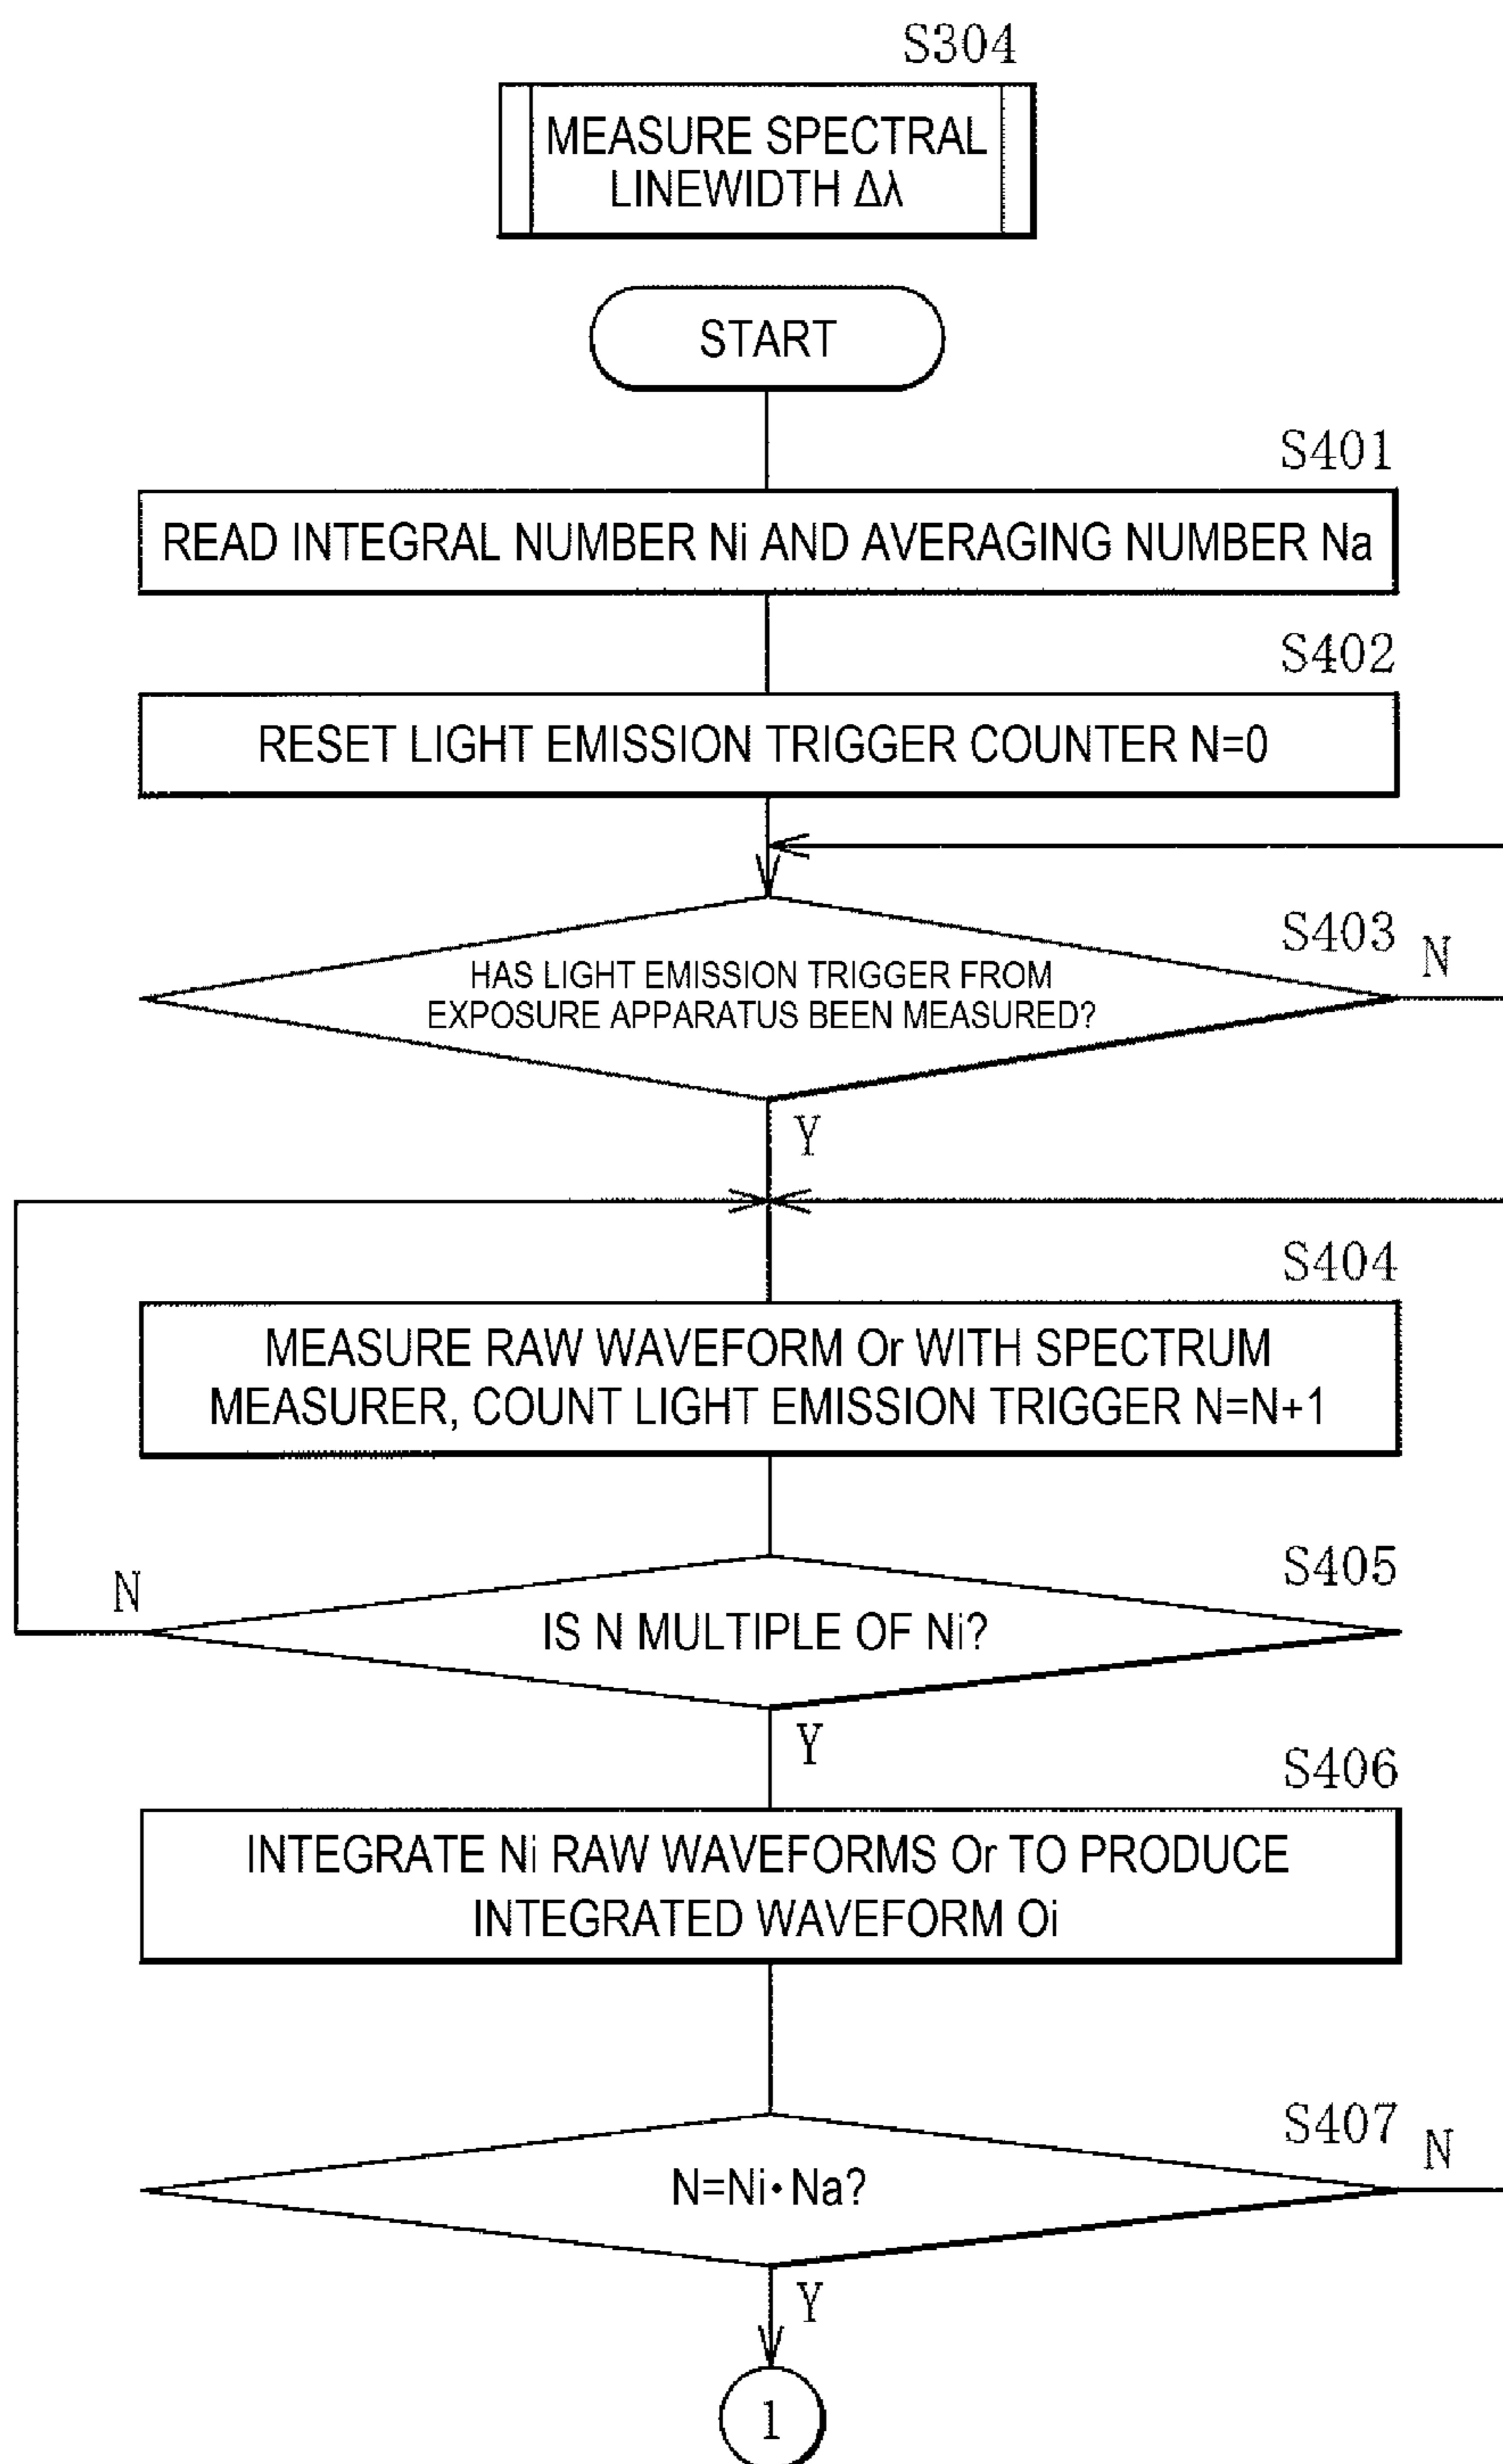 S304
MEASURE SPECTRAL
LINEWIDTH Δλ
START
S401
READ INTEGRAL NUMBER Ni AND AVERAGING NUMBER Na
S402
RESET LIGHT EMISSION TRIGGER COUNTER N=0
S403
N
HAS LIGHT EMISSION TRIGGER FROM
EXPOSURE APPARATUS BEEN MEASURED?
Y
S404
MEASURE RAW WAVEFORM Or WITH SPECTRUM
MEASURER, COUNT LIGHT EMISSION TRIGGER N=N+1
S405
N
IS N MULTIPLE OF Ni?
Y
S406
INTEGRATE Ni RAW WAVEFORMS Or TO PRODUCE
INTEGRATED WAVEFORM Oi
S407
N
N=Ni・Na?
Y
1